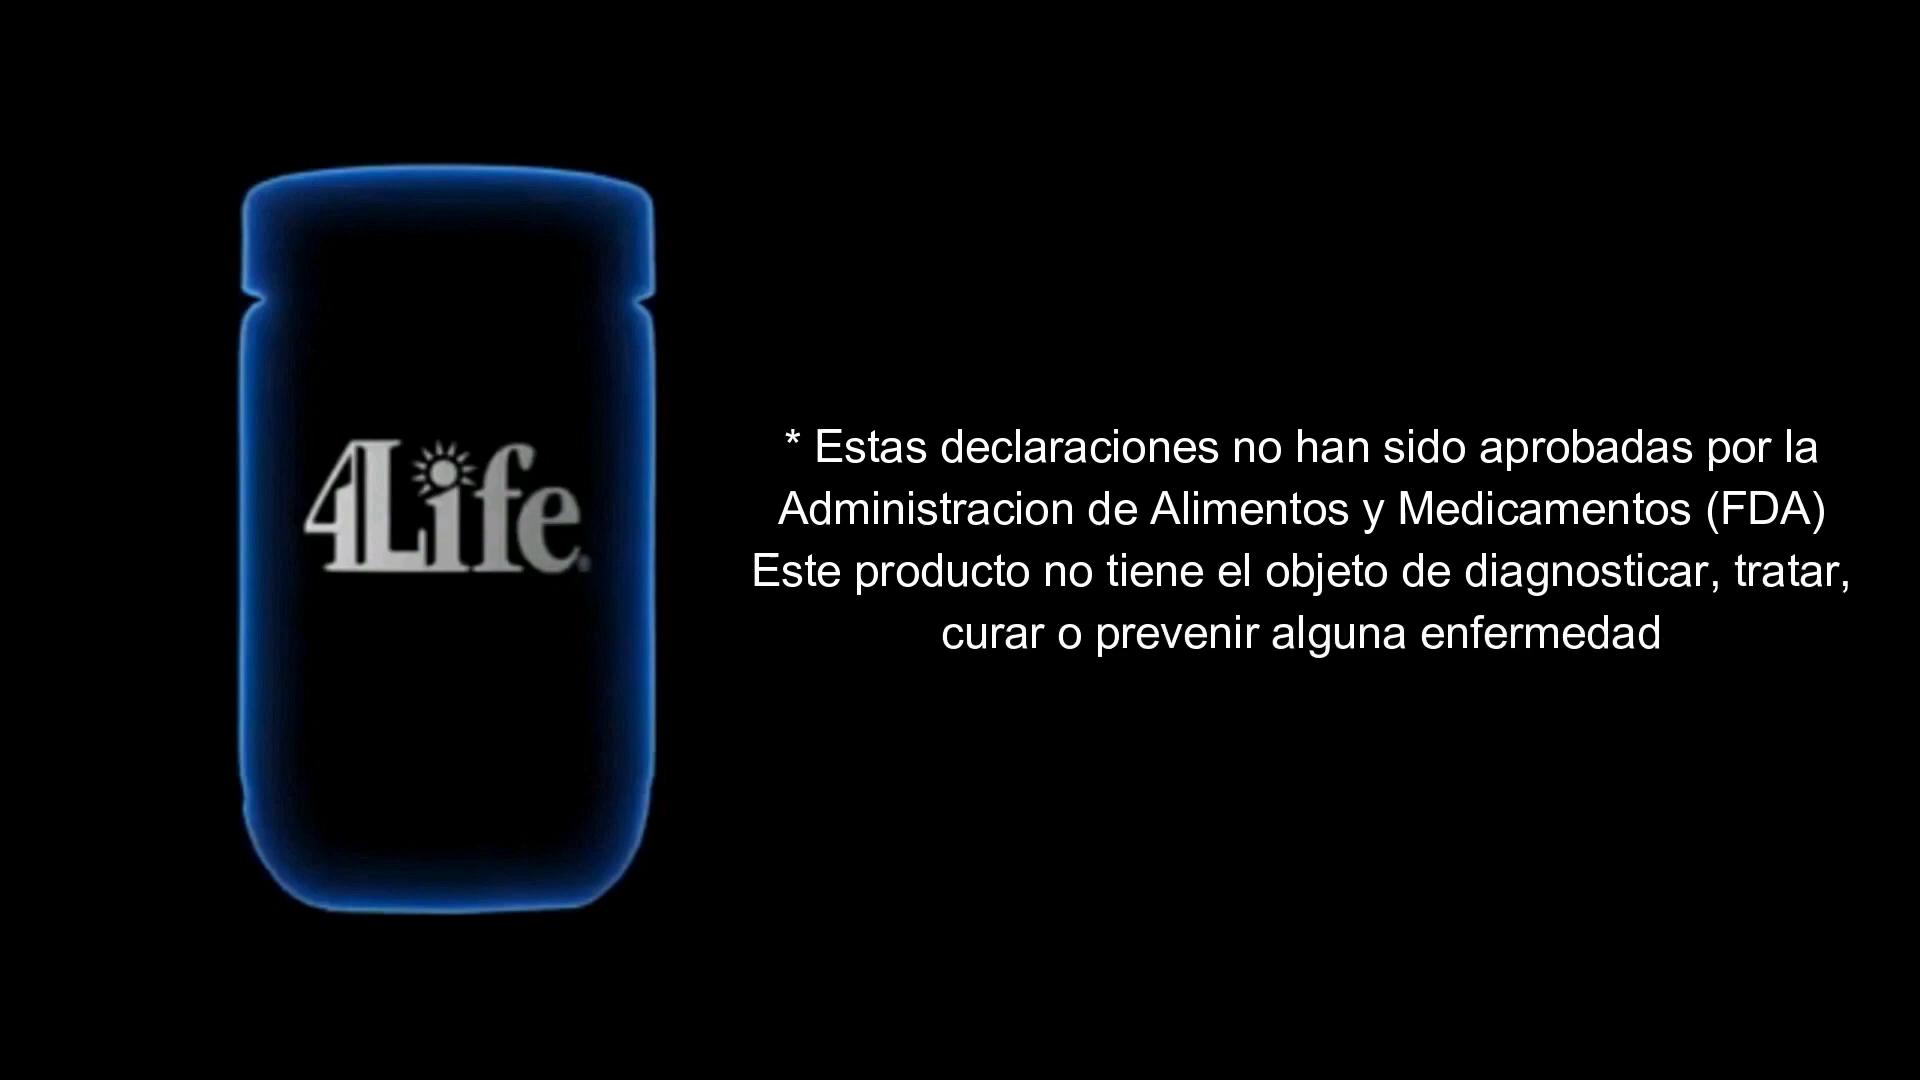 4Life®
* Estas declaraciones no han sido aprobadas por la
Administracion de Alimentos y Medicamentos (FDA)
Este producto no tiene el objeto de diagnosticar, tratar,
curar o prevenir alguna enfermedad